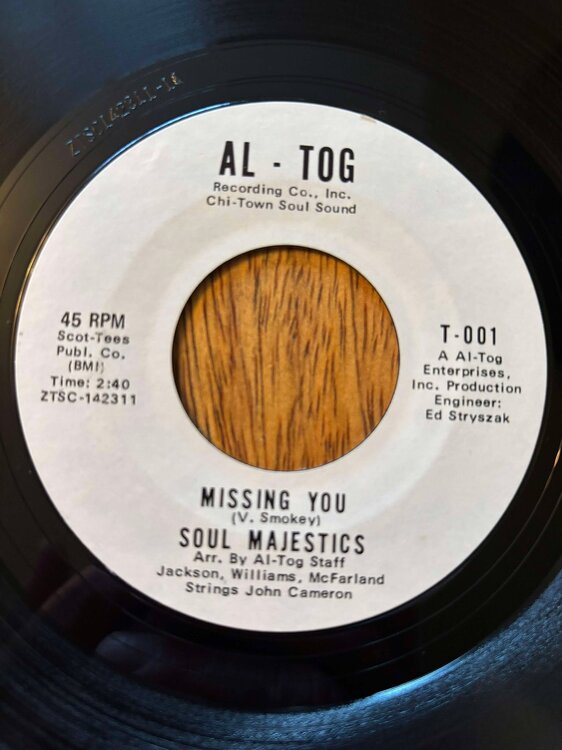 ZTSC142311-1A
AL - TOG
Recording Co., Inc.
Chi-Town Soul Sound
45 RPM
Scot-Tees
Publ. Co.
(BMI)
Time: 2:40
ZTSC-142311
T-001
A Al-Tog
Enterprises,
Inc. Production
Engineer:
Ed Stryszak
MISSING YOU
(V. Smokey)
SOUL MAJESTICS
Arr. By Al-Tog Staff
Jackson, Williams, McFarland
Strings John Cameron